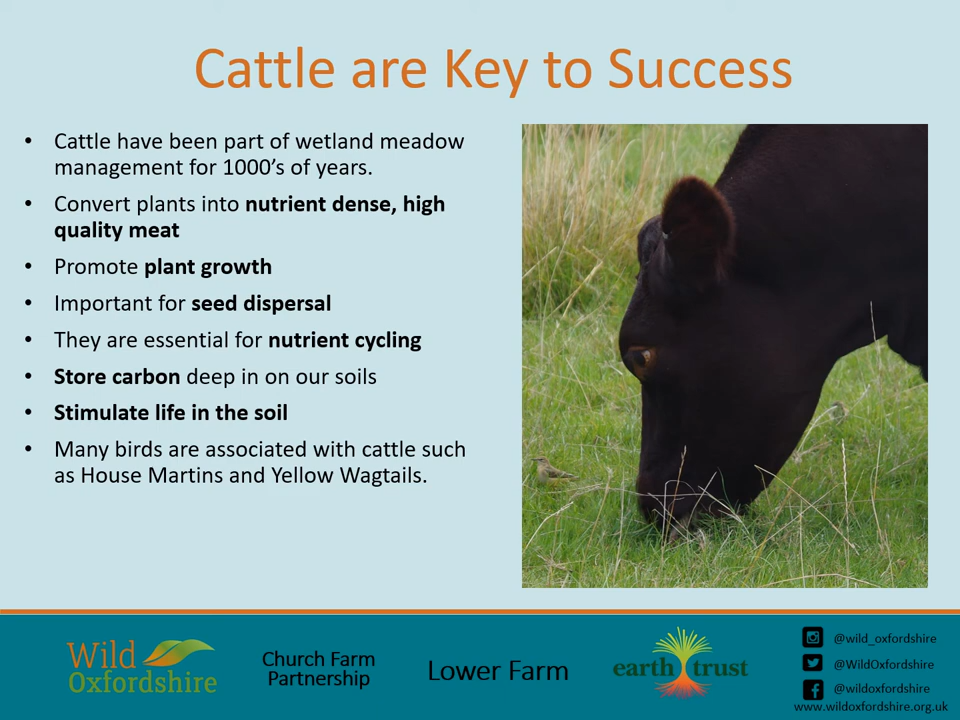 Cattle are Key to Success
• Cattle have been part of wetland meadow
management for 1000's of years.
• Convert plants into nutrient dense, high
quality meat
• Promote plant growth
• Important for seed dispersal
• They are essential for nutrient cycling
• Store carbon deep in on our soils
• Stimulate life in the soil
• Many birds are associated with cattle such
as House Martins and Yellow Wagtails.
Wild
Oxfordshire
Church Farm
Partnership
Lower Farm
earth trust
@wild_oxfordshire
@WildOxfordshire
@wildoxfordshire
www.wildoxfordshire.org.uk